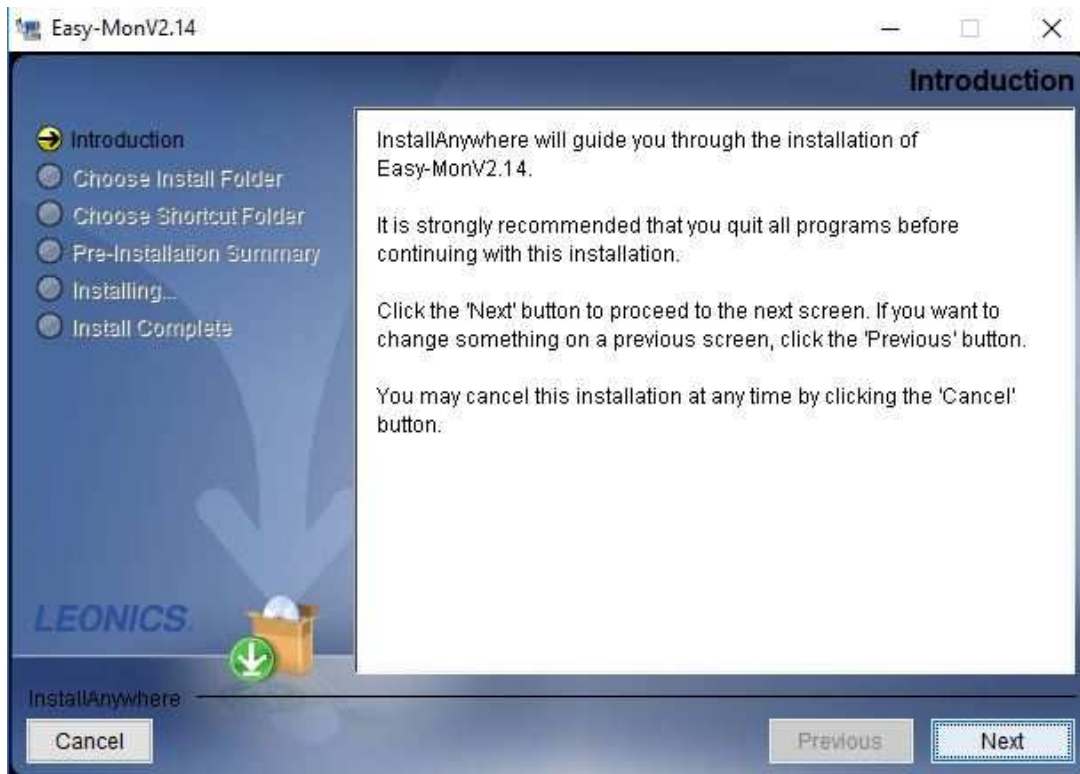 Easy-MonV2.14
Introduction
Introduction
Choose Install Folder
Choose Shortcut Folder
Pre-Installation Summary
Installing...
Install Complete
InstallAnywhere will guide you through the installation of
Easy-MonV2.14.
It is strongly recommended that you quit all programs before
continuing with this installation.
Click the 'Next' button to proceed to the next screen. If you want to
change something on a previous screen, click the 'Previous' button.
You may cancel this installation at any time by clicking the 'Cancel'
button.
LEONICS
InstallAnywhere
Cancel
Previous
Next